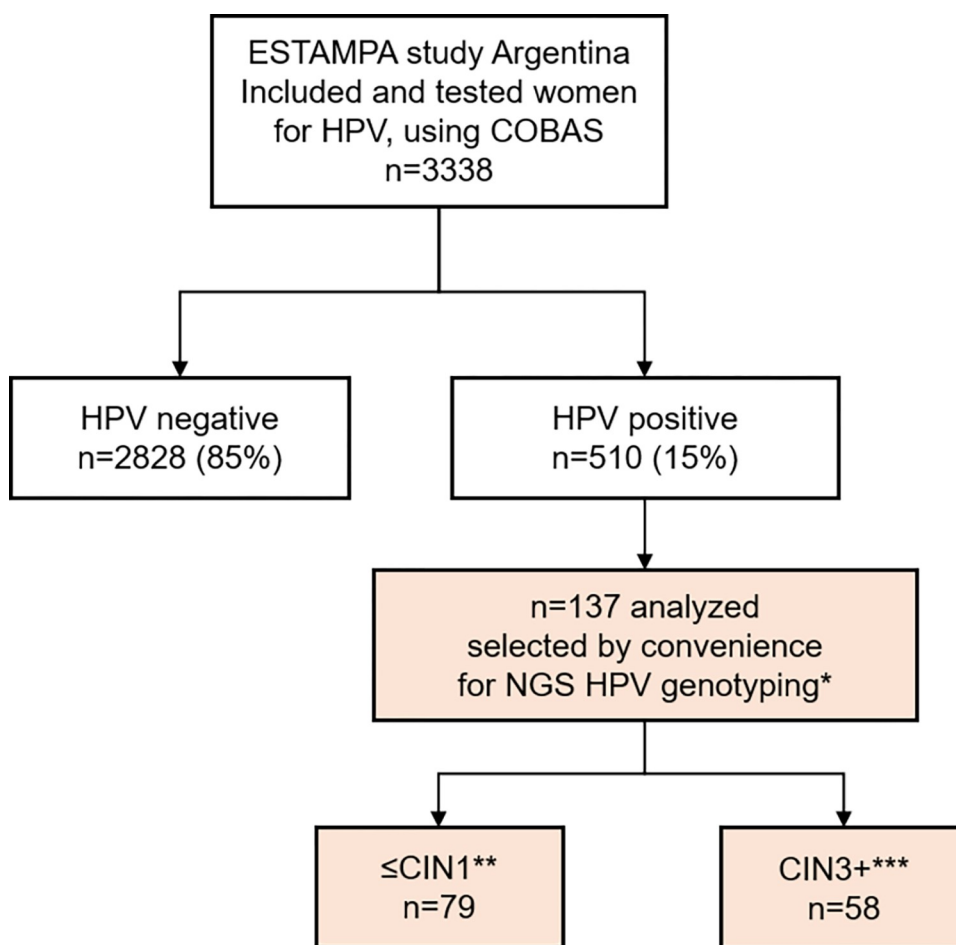 ESTAMPA study Argentina
Included and tested women
for HPV, using COBAS
n=3338
HPV negative
n=2828 (85%)
HPV positive
n=510 (15%)
n=137 analyzed
selected by convenience
for NGS HPV genotyping*
≤CIN1**
n=79
CIN3+***
n=58